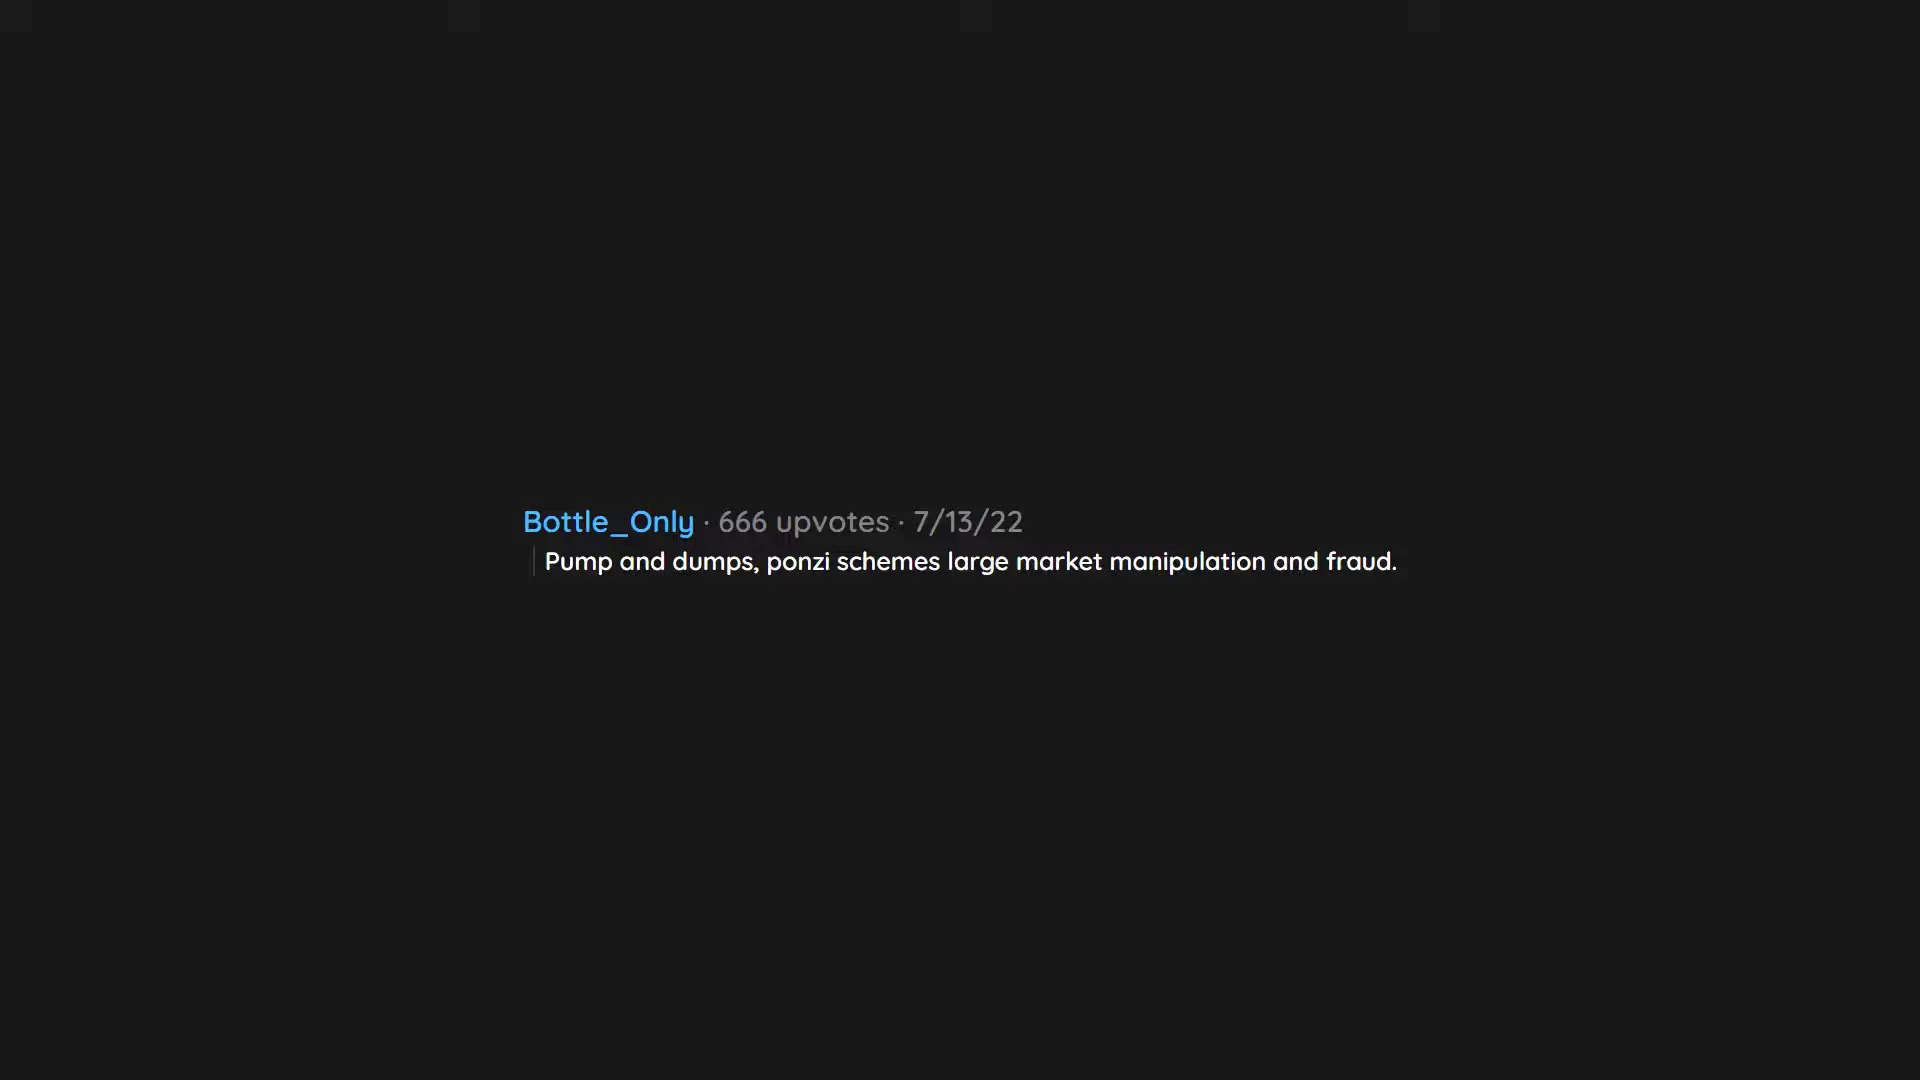 Bottle_Only · 666 upvotes · 7/13/22
Pump and dumps, ponzi schemes large market manipulation and fraud.